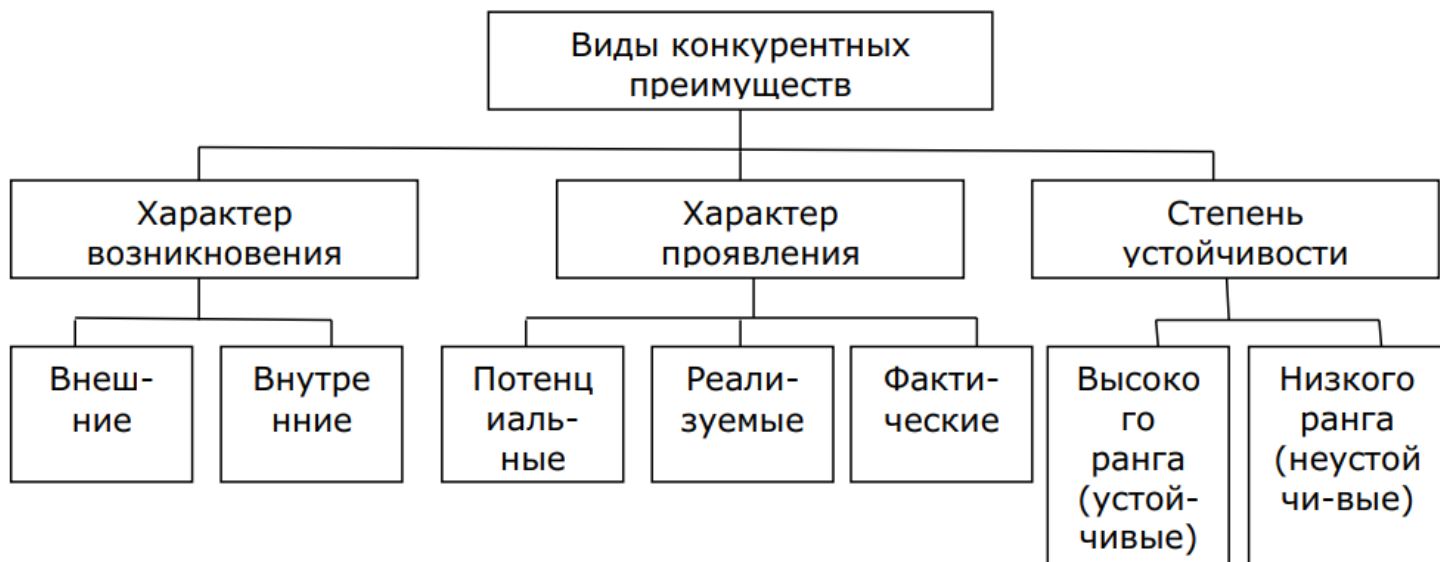 Виды конкурентных
преимуществ
Характер
возникновения
Характер
проявления
Степень
устойчивости
Внеш-
ние
Внутре
нние
Потенц
иаль-
ные
Реали-
зуемые
Факти-
ческие
Высоко
го
ранга
(устой-
чивые)
Низкого
ранга
(неустой
чи-вые)